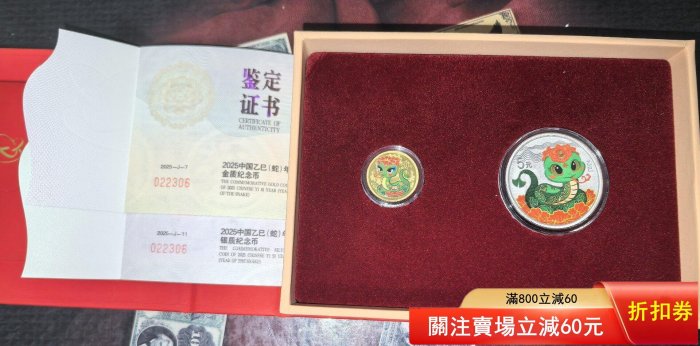 鉴定
证书
CERTIFICATE OF
AUTHENTICITY
2025-J-7
022306
2025中国乙巳（蛇）年
金质纪念币
THE COMMEMORATIVE GOLD CO
OF 2025 CHINESE YI SI YEAR
(YEAR OF THE SNAKE)
2025-J-11
022306
2025中国乙巳（蛇）年
银质纪念币
THE COMMEMORATIVE SIL
COIN OF 2025 CHINESE YI SI
(YEAR OF THE SNAKE)
5元
滿800立減60
關注賣場立減60元
折扣券